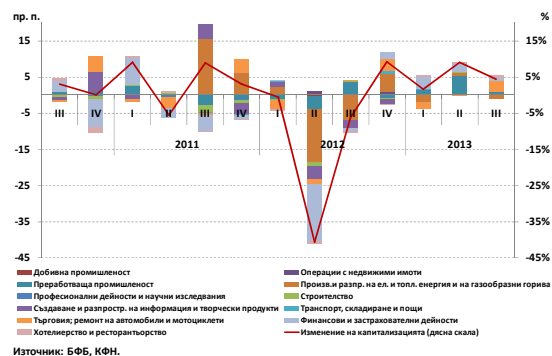 пр. п.
%
15
15%
5
5%
-5
-5%
-15
-15%
-25
-25%
-35
-35%
-45
-45%
III IV I II III IV I II III IV I II III
2011 2012 2013
Добивна промишленост
Операции с недвижими имоти
Преработваща промишленост
Произв.и разпр. на ел. и топл. енергия и на газообразни горива
Професионални дейности и научни изследвания
Строителство
Създаване и разпростр. на информация и творчески продукти
Транспорт, складиране и пощи
Търговия; ремонт на автомобили и мотоциклети
Финансови и застрахователни дейности
Хотелиерство и ресторантьорство
Изменение на капитализацията (дясна скала)
Източник: БФБ, КФН.